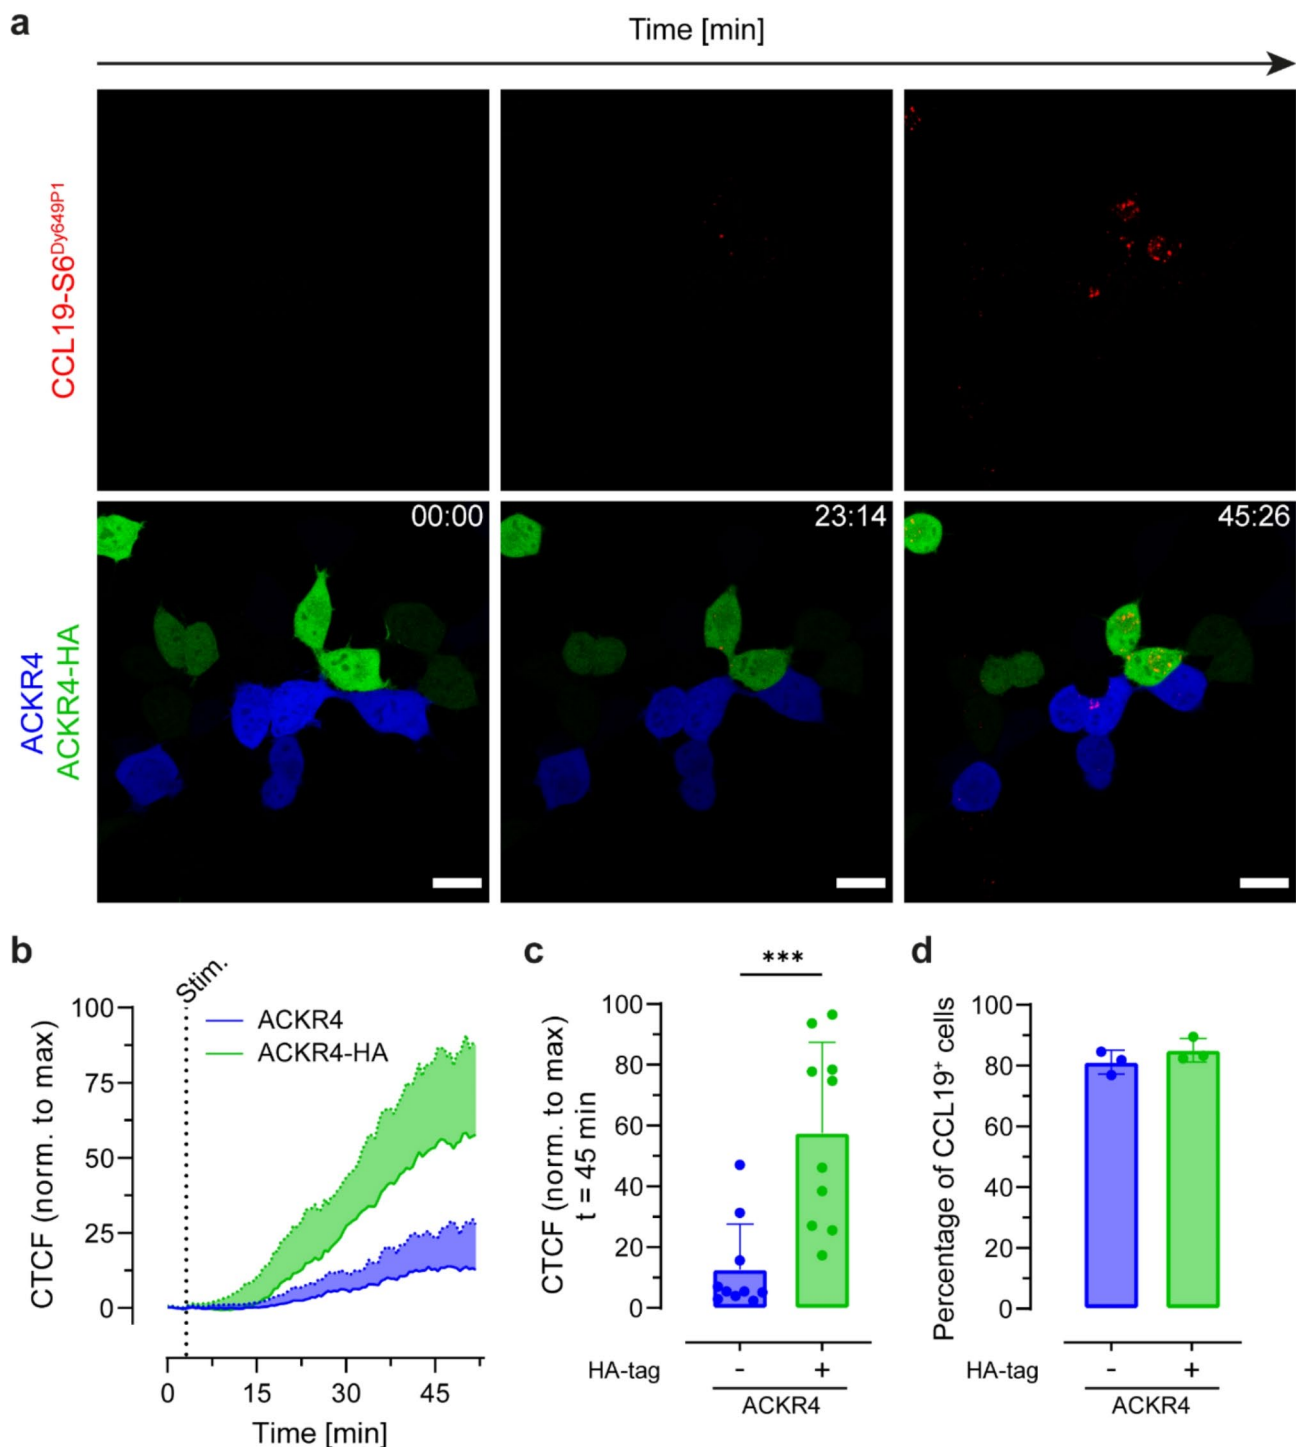 a
Time [min]
CCL19-S6Dy649P1
ACKR4
ACKR4-HA
00:00
23:14
45:26
b
Stim.
ACKR4
ACKR4-HA
CTCF (norm. to max)
100
75
50
25
0
0
15
30
45
Time [min]
c
***
CTCF (norm. to max)
t = 45 min
100
80
60
40
20
0
HA-tag
-
+
ACKR4
d
Percentage of CCL19+ cells
100
80
60
40
20
0
HA-tag
-
+
ACKR4